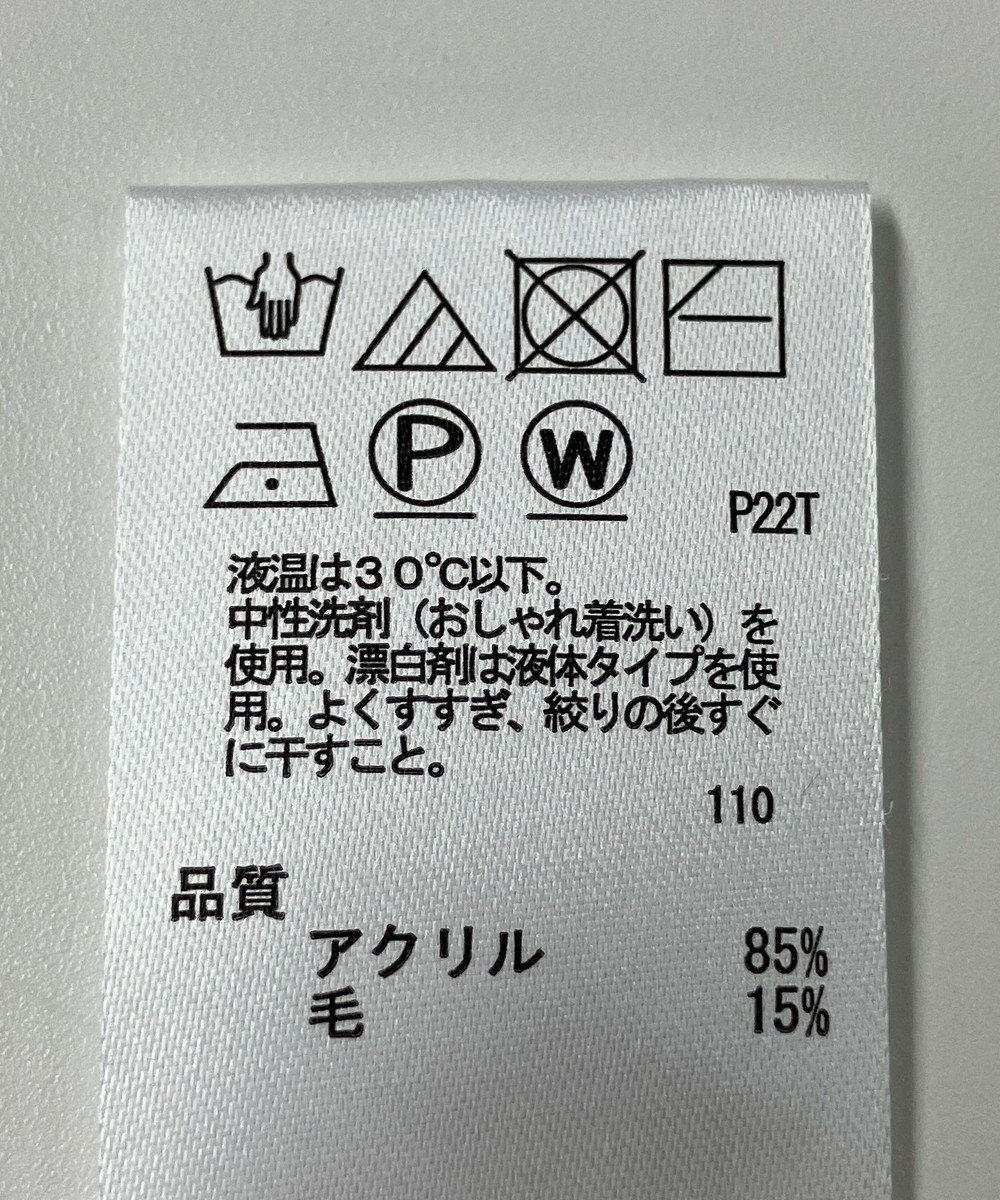 P
W
P22T
液温は30℃以下。
中性洗剤(おしゃれ着洗い)を
使用。漂白剤は液体タイプを使
用。よくすすぎ、絞りの後すぐ
に干すこと。
110
品質
アクリル 85%
毛 15%